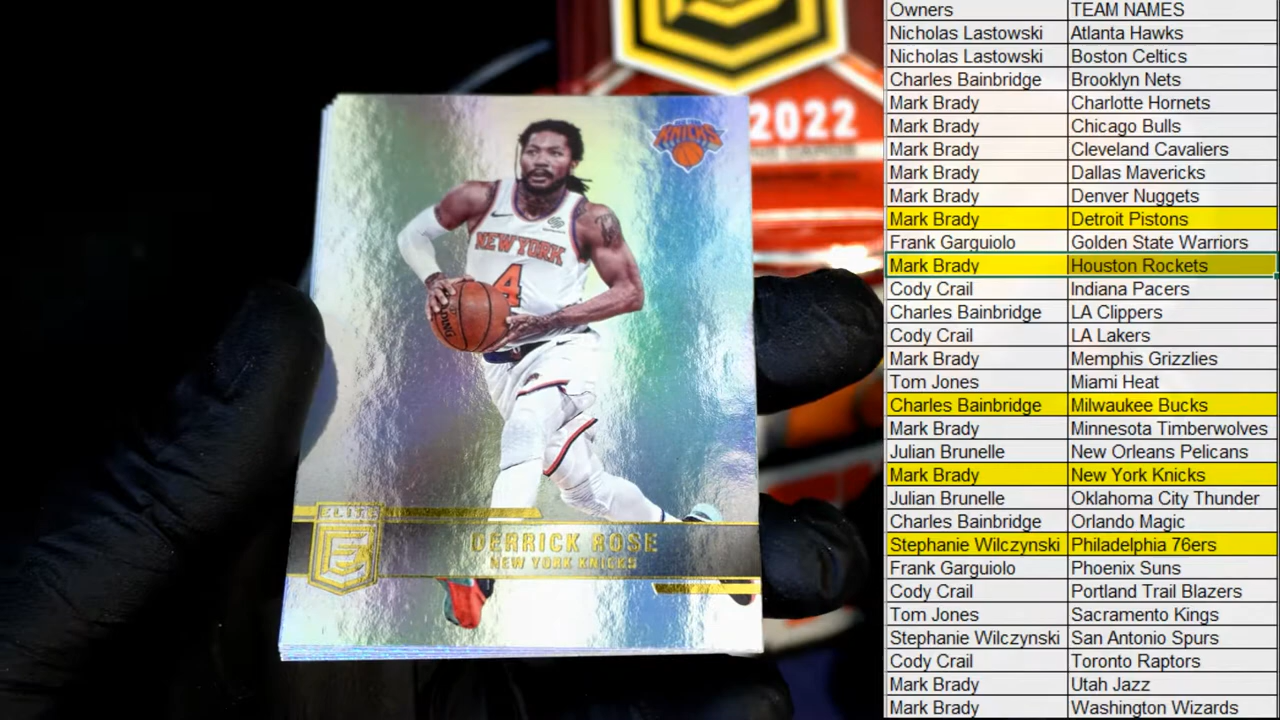 2022
KNICKS
NEW YORK
4
ELITE
DERRICK ROSE
NEW YORK KNICKS
Owners TEAM NAMES
Nicholas Lastowski Atlanta Hawks
Nicholas Lastowski Boston Celtics
Charles Bainbridge Brooklyn Nets
Mark Brady Charlotte Hornets
Mark Brady Chicago Bulls
Mark Brady Cleveland Cavaliers
Mark Brady Dallas Mavericks
Mark Brady Denver Nuggets
Mark Brady Detroit Pistons
Frank Garguiolo Golden State Warriors
Mark Brady Houston Rockets
Cody Crail Indiana Pacers
Charles Bainbridge LA Clippers
Cody Crail LA Lakers
Mark Brady Memphis Grizzlies
Tom Jones Miami Heat
Charles Bainbridge Milwaukee Bucks
Mark Brady Minnesota Timberwolves
Julian Brunelle New Orleans Pelicans
Mark Brady New York Knicks
Julian Brunelle Oklahoma City Thunder
Charles Bainbridge Orlando Magic
Stephanie Wilczynski Philadelphia 76ers
Frank Garguiolo Phoenix Suns
Cody Crail Portland Trail Blazers
Tom Jones Sacramento Kings
Stephanie Wilczynski San Antonio Spurs
Cody Crail Toronto Raptors
Mark Brady Utah Jazz
Mark Brady Washington Wizards